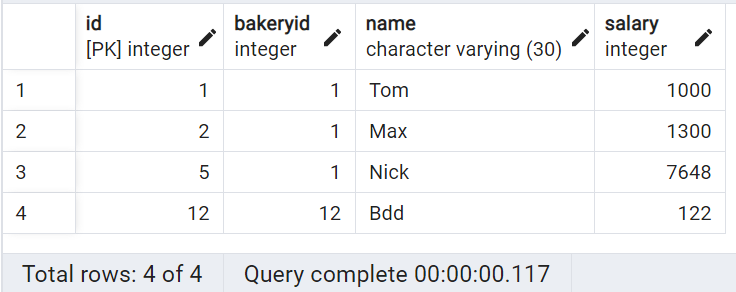 id bakeryid name salary
[PK] integer integer character varying (30) integer
1 1 1 Tom 1000
2 2 1 Max 1300
3 5 1 Nick 7648
4 12 12 Bdd 122
Total rows: 4 of 4 Query complete 00:00:00.117